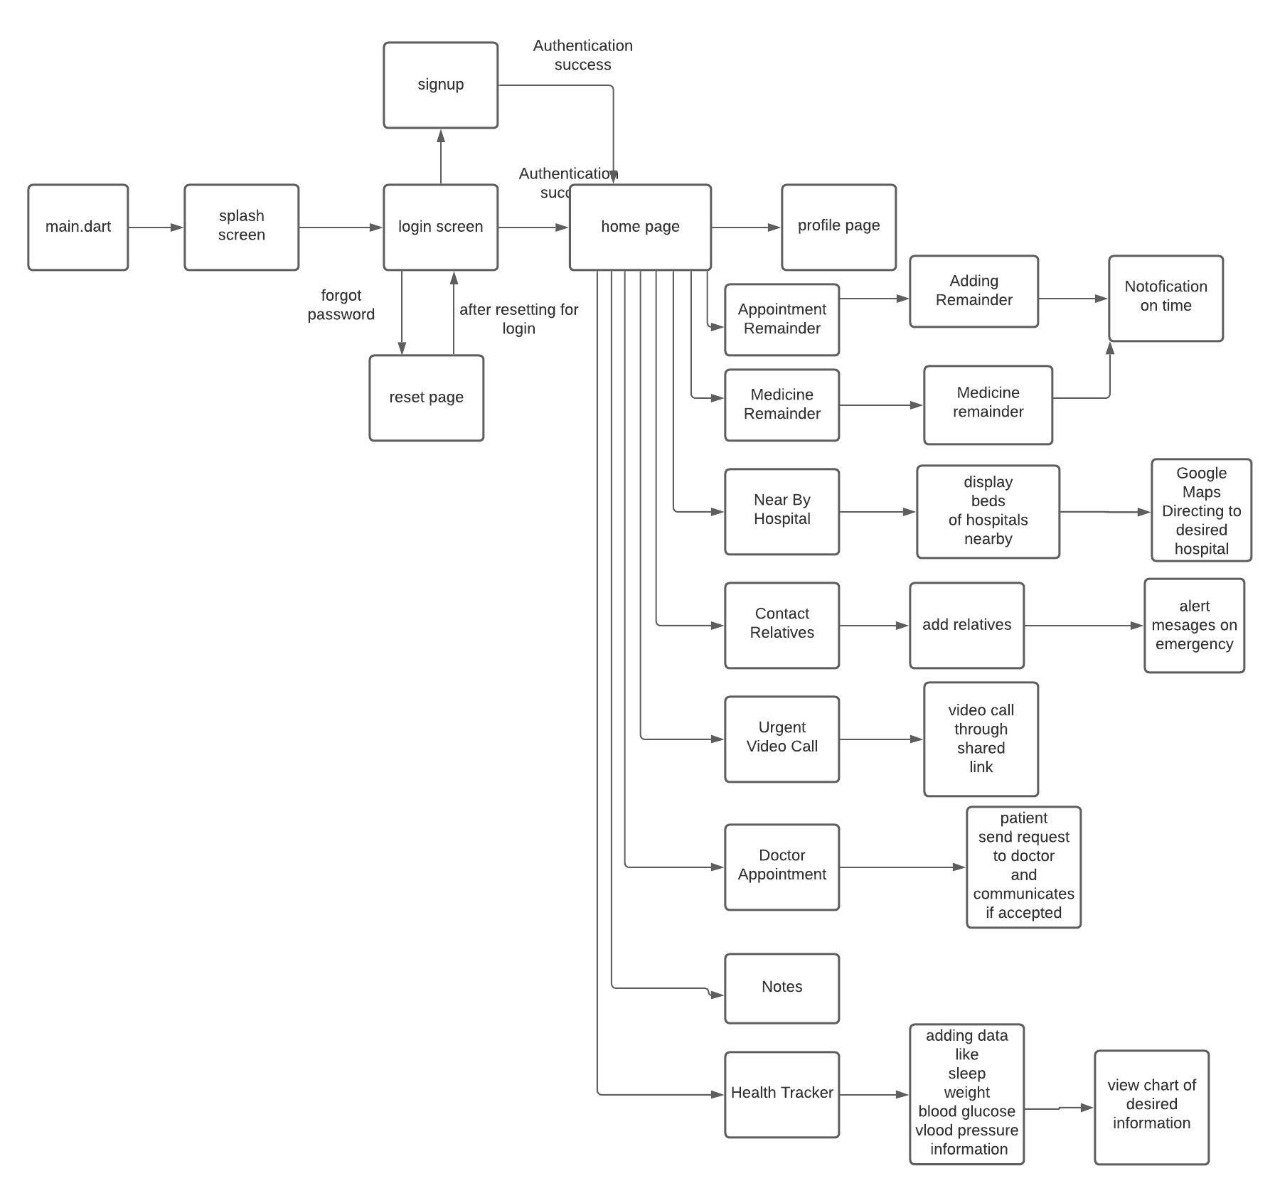 Authentication
success
signup
Authentication
succ
main.dart
splash
screen
login screen
home page
profile page
forgot
password
after resetting for
login
reset page
Appointment
Remainder
Adding
Remainder
Notofication
on time
Medicine
Remainder
Medicine
remainder
Near By
Hospital
display
beds
of hospitals
nearby
Google
Maps
Directing to
desired
hospital
Contact
Relatives
add relatives
alert
mesages on
emergency
Urgent
Video Call
video call
through
shared
link
Doctor
Appointment
patient
send request
to doctor
and
communicates
if accepted
Notes
Health Tracker
adding data
like
sleep
weight
blood glucose
vlood pressure
information
view chart of
desired
information